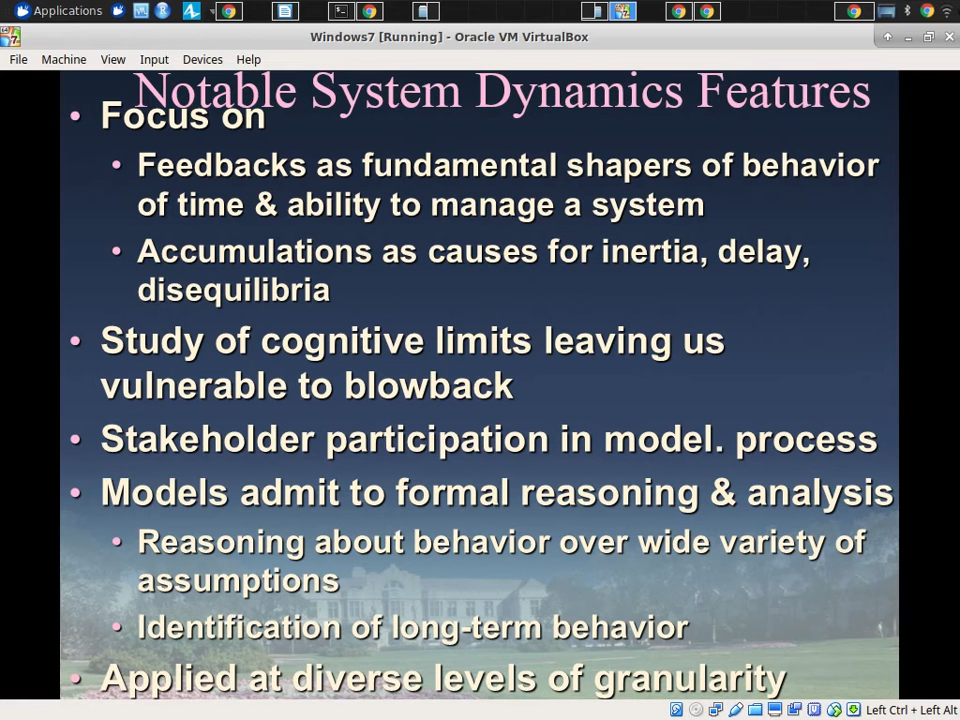 Applications
Windows7 [Running] - Oracle VM VirtualBox
File Machine View Input Devices Help
Notable System Dynamics Features
• Focus on
• Feedbacks as fundamental shapers of behavior
of time & ability to manage a system
• Accumulations as causes for inertia, delay,
disequilibria
• Study of cognitive limits leaving us
vulnerable to blowback
• Stakeholder participation in model. process
• Models admit to formal reasoning & analysis
• Reasoning about behavior over wide variety of
assumptions
• Identification of long-term behavior
• Applied at diverse levels of granularity
Left Ctrl + Left Alt